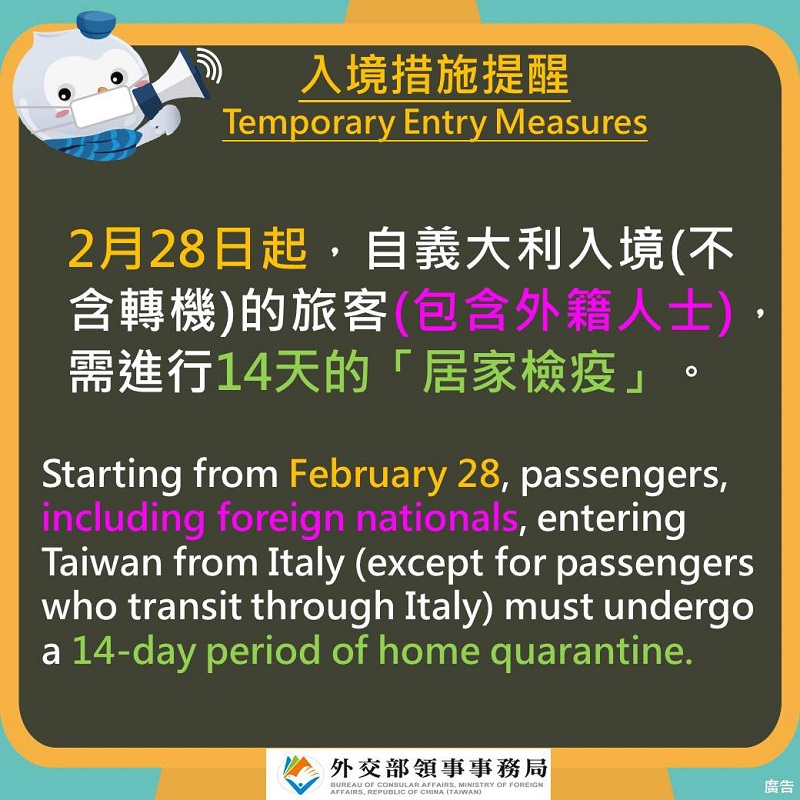 入境措施提醒
Temporary Entry Measures
2月28日起，自義大利入境(不
含轉機)的旅客(包含外籍人士)，
需進行14天的「居家檢疫」。
Starting from February 28, passengers,
including foreign nationals, entering
Taiwan from Italy (except for passengers
who transit through Italy) must undergo
a 14-day period of home quarantine.
外交部領事事務局
BUREAU OF CONSULAR AFFAIRS, MINISTRY OF FOREIGN
AFFAIRS, REPUBLIC OF CHINA (TAIWAN)
廣告